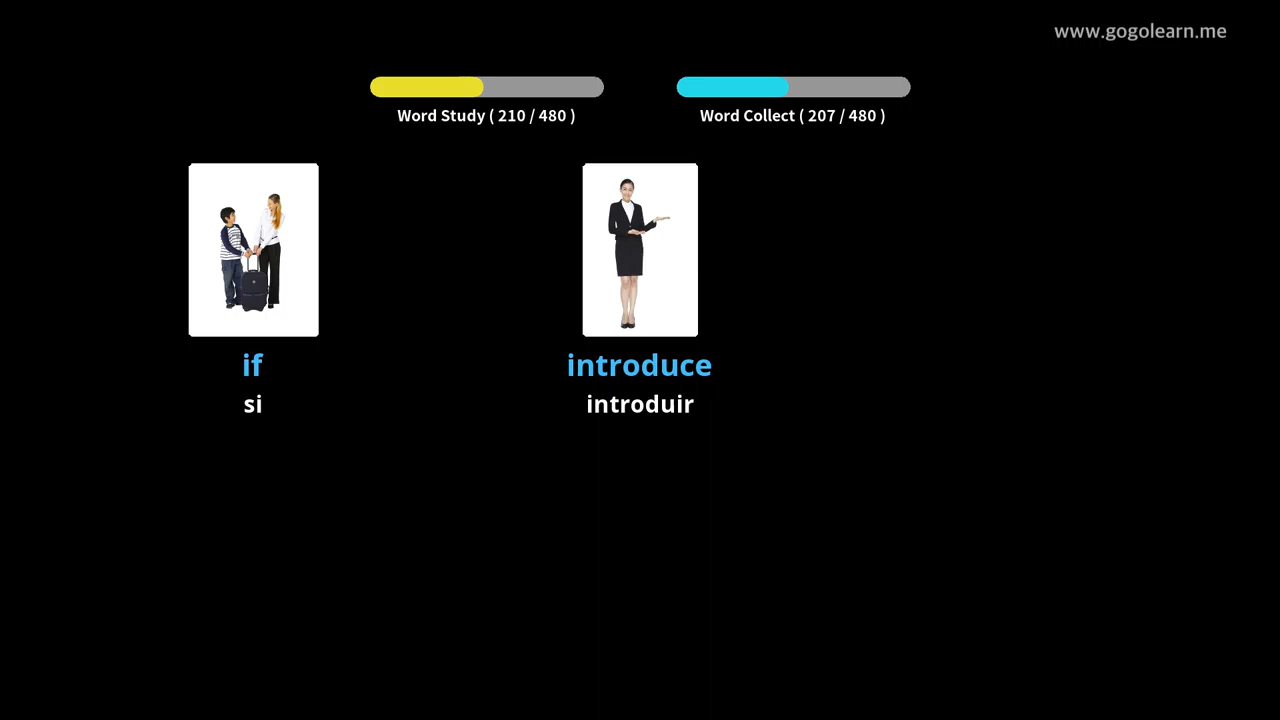 www.gogolearn.me
Word Study ( 210 / 480 )
Word Collect ( 207 / 480 )
if
si
introduce
introduir